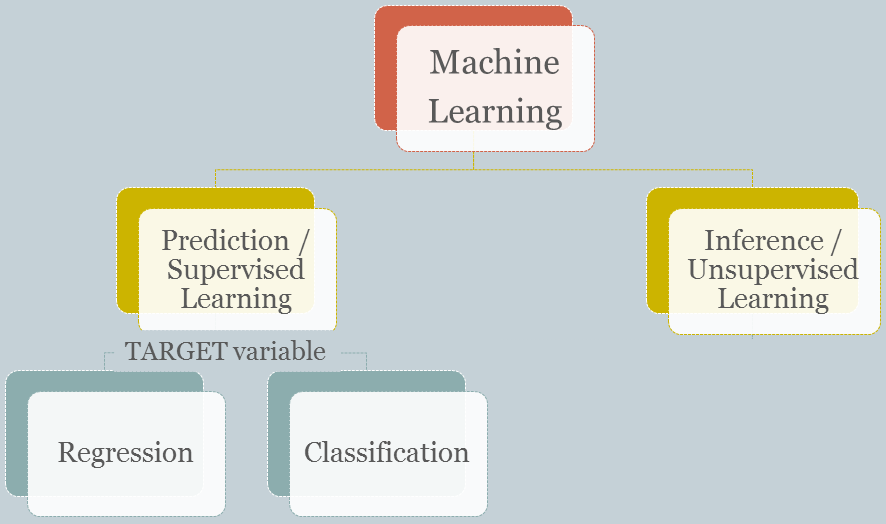 Machine
Learning
Prediction /
Supervised
Learning
Inference /
Unsupervised
Learning
TARGET variable
Regression
Classification